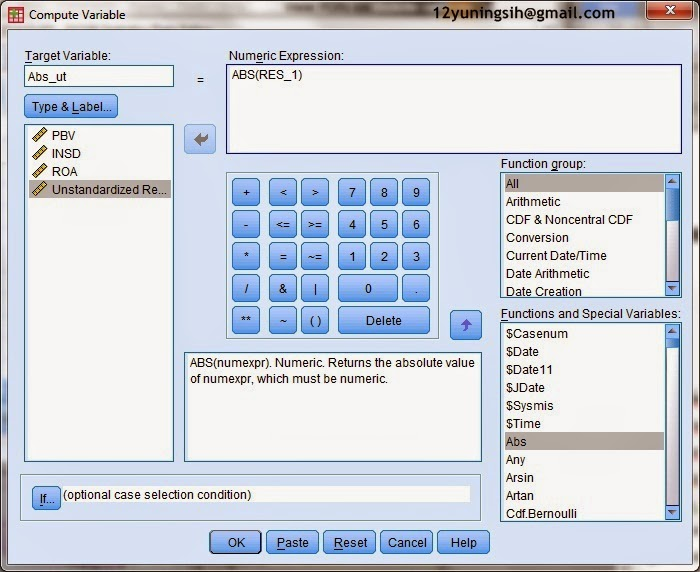 Compute Variable
12yuningsih@gmail.com
Target Variable:
Abs_ut
=
Numeric Expression:
ABS(RES_1)
Type & Label...
PBV
INSD
ROA
Unstandardized Re...
+ < > 7 8 9
- <= >= 4 5 6
* = ~= 1 2 3
/ & | 0 .
** ~ ( ) Delete
Function group:
All
Arithmetic
CDF & Noncentral CDF
Conversion
Current Date/Time
Date Arithmetic
Date Creation
ABS(numexpr). Numeric. Returns the absolute value
of numexpr, which must be numeric.
Functions and Special Variables:
$Casenum
$Date
$Date11
$JDate
$Sysmis
$Time
Abs
Any
Arsin
Artan
Cdf.Bernoulli
If... (optional case selection condition)
OK Paste Reset Cancel Help